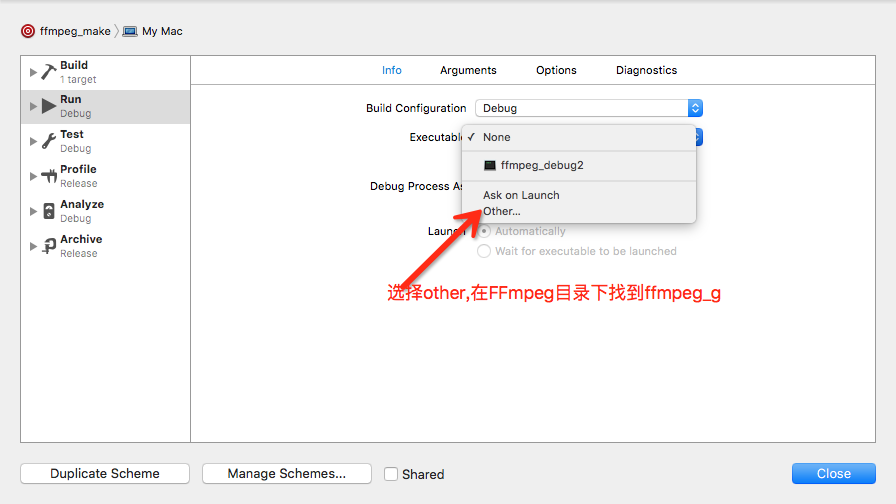 ffmpeg_make
My Mac
Build
1 target
Run
Debug
Test
Debug
Profile
Release
Analyze
Debug
Archive
Release
Info
Arguments
Options
Diagnostics
Build Configuration
Debug
Executable
None
ffmpeg_debug2
Ask on Launch
Other...
Debug Process As
Launch
Automatically
Wait for executable to be launched
选择other,在FFmpeg目录下找到ffmpeg_g
Duplicate Scheme
Manage Schemes...
Shared
Close